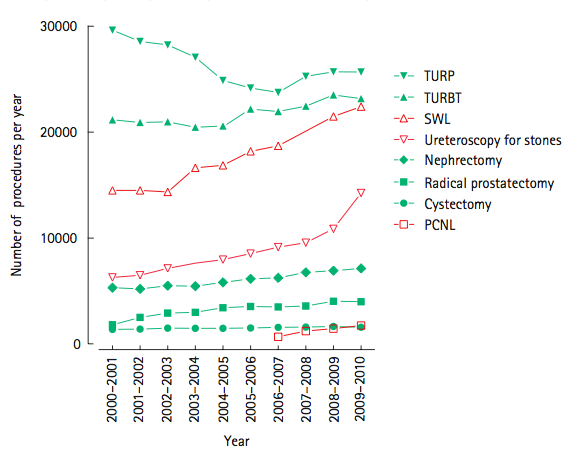 Number of procedures per year
30000
20000
10000
0
2000–2001
2001–2002
2002–2003
2003–2004
2004–2005
2005–2006
2006–2007
2007–2008
2008–2009
2009–2010
Year
TURP
TURBT
SWL
Ureteroscopy for stones
Nephrectomy
Radical prostatectomy
Cystectomy
PCNL